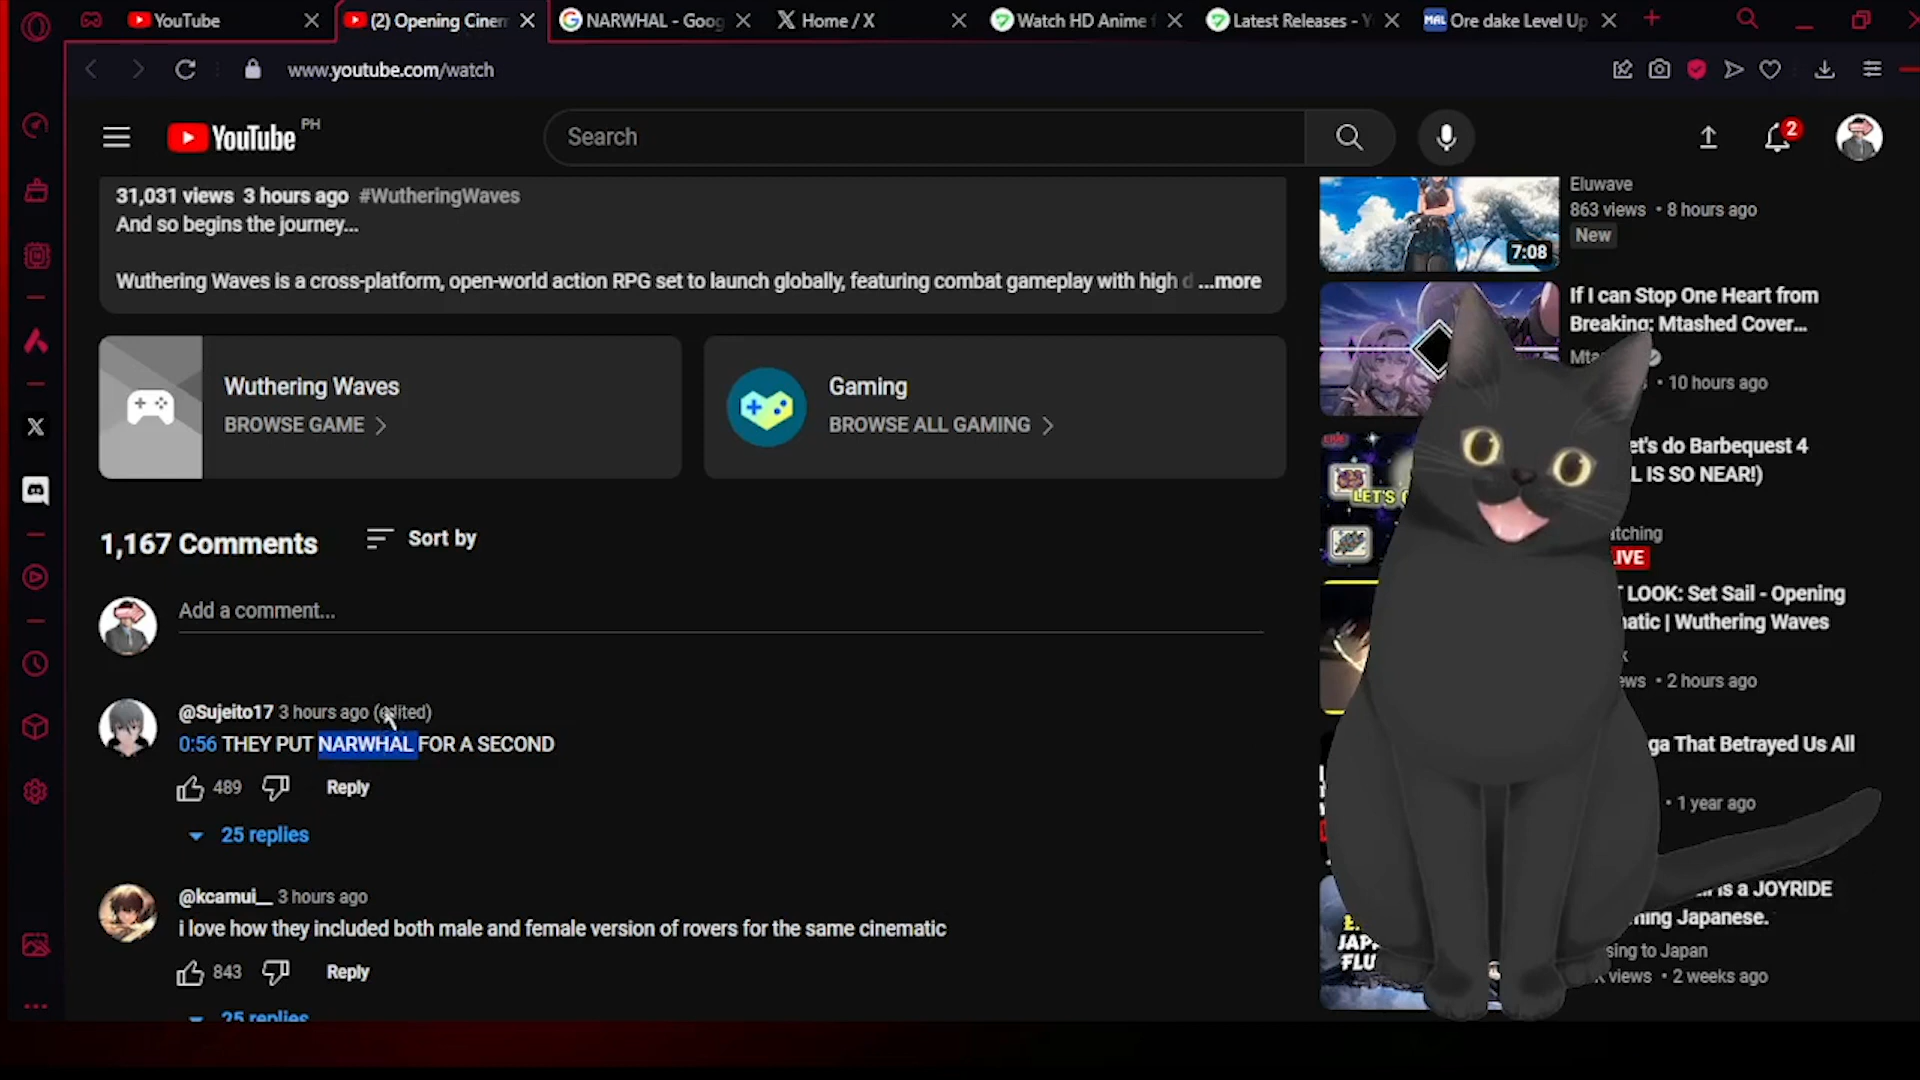 YouTube
(2) Opening Cinem
NARWHAL - Goog
Home / X
Watch HD Anime f
Latest Releases - Y
MAL Ore dake Level Up
www.youtube.com/watch
YouTube PH
Search
2
31,031 views 3 hours ago #WutheringWaves
And so begins the journey...
Wuthering Waves is a cross-platform, open-world action RPG set to launch globally, featuring combat gameplay with high d ...more
Wuthering Waves
BROWSE GAME
Gaming
BROWSE ALL GAMING
1,167 Comments
Sort by
Add a comment...
@Sujeito17 3 hours ago (edited)
0:56 THEY PUT NARWHAL FOR A SECOND
489
Reply
25 replies
@kcamui__ 3 hours ago
i love how they included both male and female version of rovers for the same cinematic
843
Reply
25 replies
7:08
Eluwave
863 views • 8 hours ago
New
If I can Stop One Heart from
Breaking: Mtashed Cover...
Mta
• 10 hours ago
LIVE
LET'S
et's do Barbequest 4
L IS SO NEAR!)
atching
LIVE
LOOK: Set Sail - Opening
natic | Wuthering Waves
ws • 2 hours ago
ga That Betrayed Us All
• 1 year ago
is a JOYRIDE
ning Japanese.
sing to Japan
views • 2 weeks ago
JAP
FLU